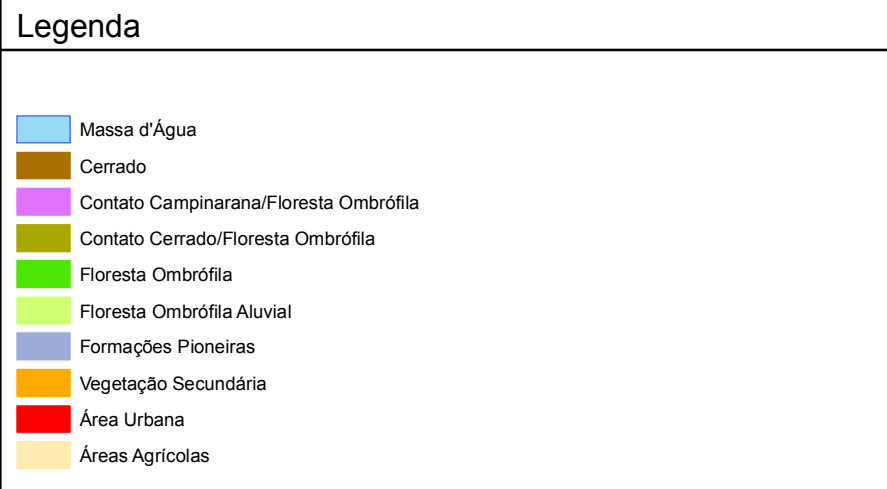 Legenda
Massa d'Água
Cerrado
Contato Campinarana/Floresta Ombrófila
Contato Cerrado/Floresta Ombrófila
Floresta Ombrófila
Floresta Ombrófila Aluvial
Formações Pioneiras
Vegetação Secundária
Área Urbana
Áreas Agrícolas